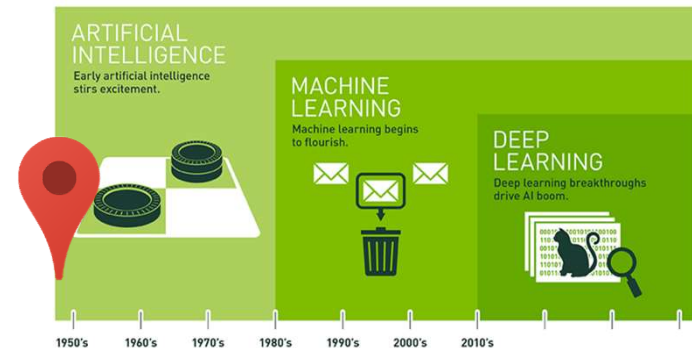 ARTIFICIAL
INTELLIGENCE
Early artificial intelligence
stirs excitement.
MACHINE
LEARNING
Machine learning begins
to flourish.
DEEP
LEARNING
Deep learning breakthroughs
drive AI boom.
1950's 1960's 1970's 1980's 1990's 2000's 2010's